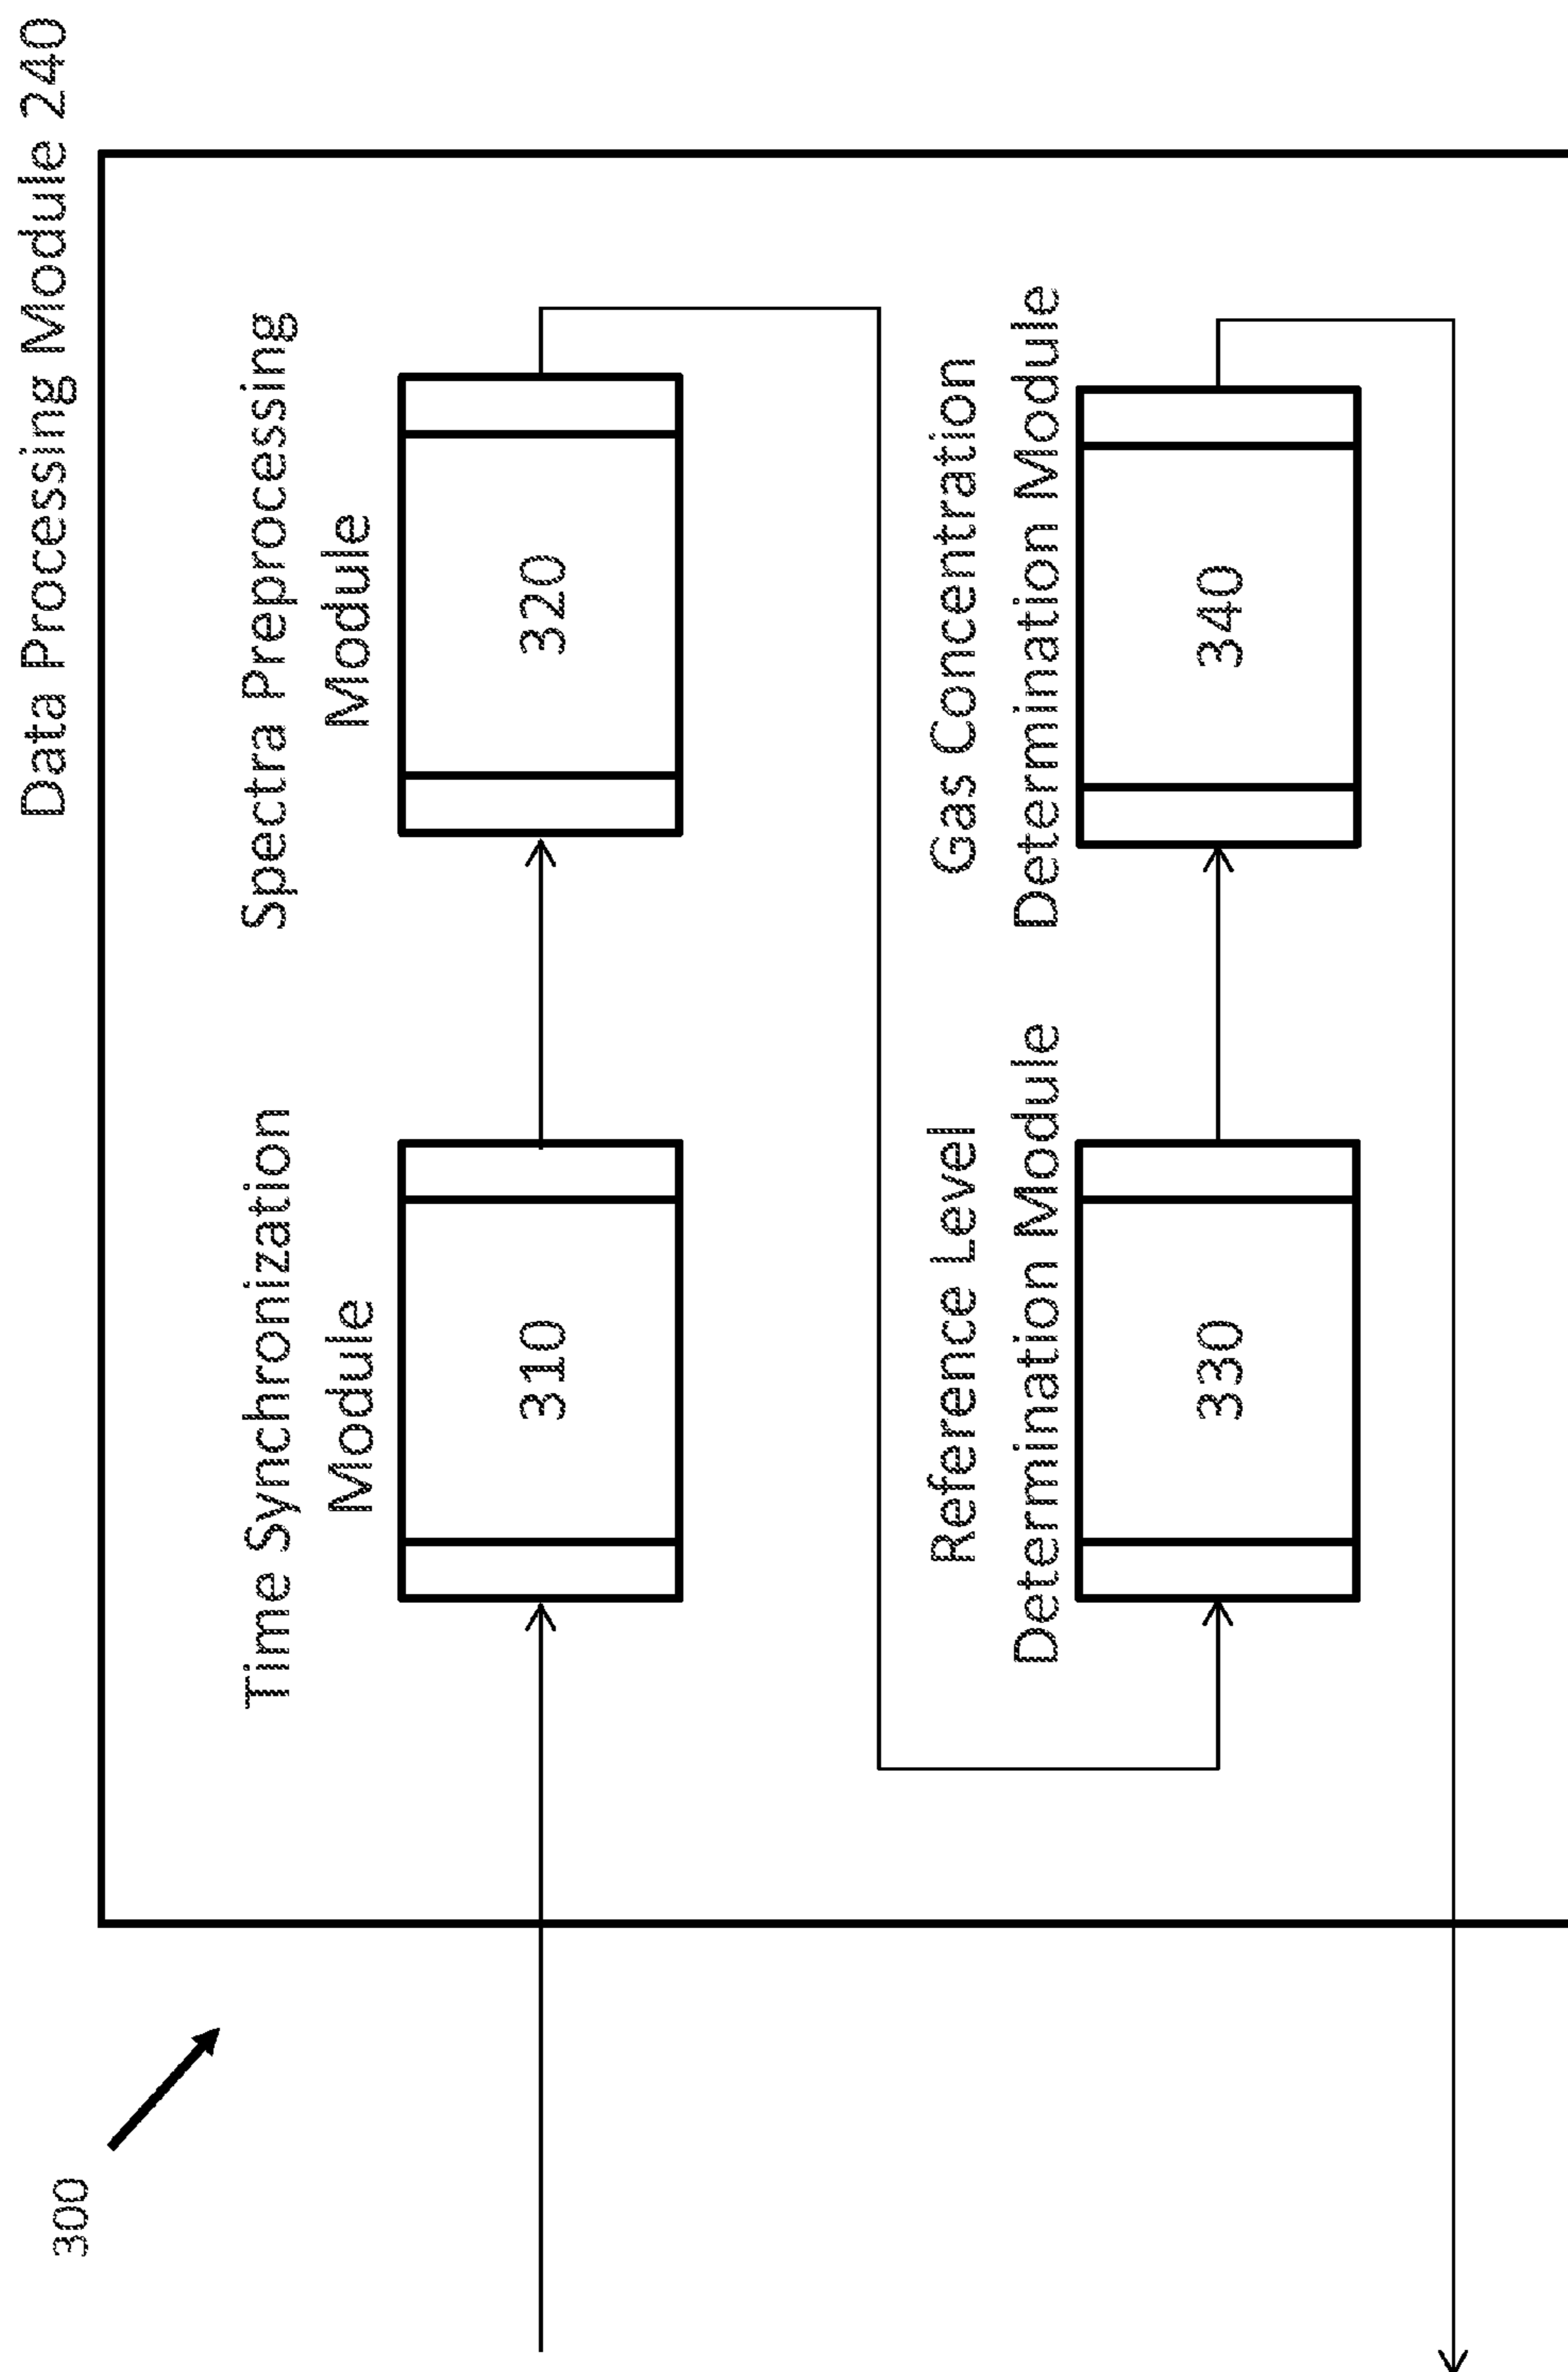 300
Data Processing Module 240
Time Synchronization
Module
310
Spectra Preprocessing
Module
320
Reference Level
Determination Module
330
Gas Concentration
Determination Module
340